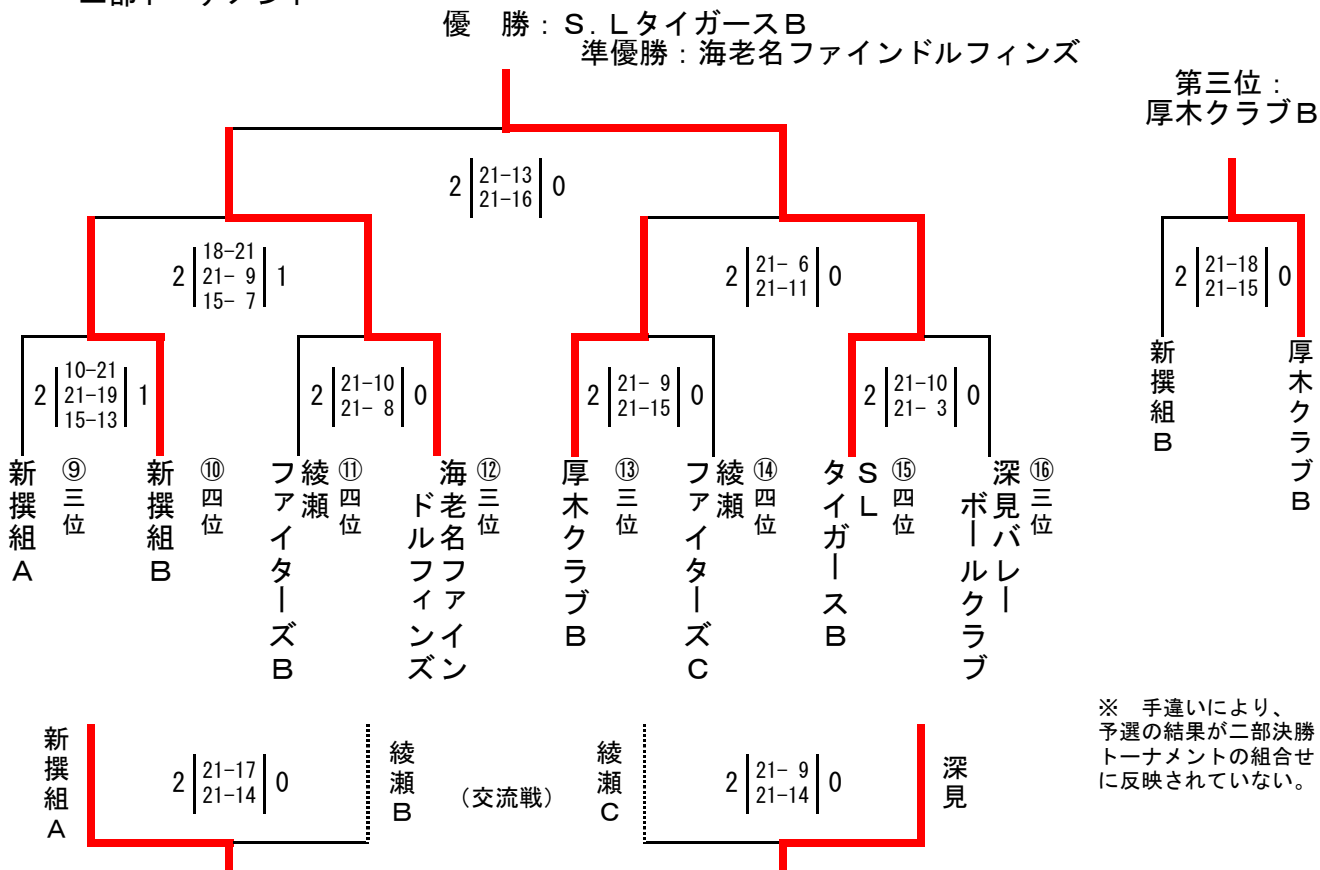 優　勝：Ｓ．ＬタイガースＢ
準優勝：海老名ファインドルフィンズ
第三位：
厚木クラブＢ
2 21-13 0
21-16
18-21
2 21- 9 1
15- 7
2 21- 6 0
21-11
2 21-18 0
21-15
10-21
2 21-19 1
15-13
2 21-10 0
21- 8
2 21- 9 0
21-15
2 21-10 0
21- 3
新撰組Ｂ
厚木クラブＢ
新撰組Ａ
⑨三位
新撰組Ｂ
⑩四位
綾瀬
ファイターズＢ
⑪四位
海老名ファイン
ドルフィンズ
⑫三位
厚木クラブＢ
⑬三位
綾瀬
ファイターズＣ
⑭四位
ＳＬ
タイガースＢ
⑮四位
深見バレー
ボールクラブ
⑯三位
新撰組Ａ
2 21-17 0
21-14
綾瀬Ｂ
（交流戦）
綾瀬Ｃ
2 21- 9 0
21-14
深見
※　手違いにより、
予選の結果が二部決勝
トーナメントの組合せ
に反映されていない。